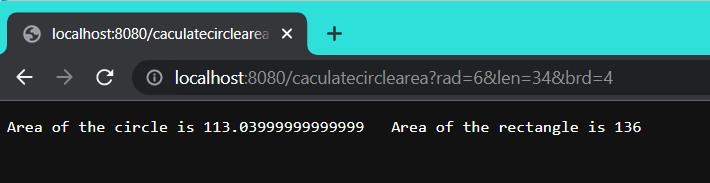 localhost:8080/caculatecirclearea
localhost:8080/caculatecirclearea?rad=6&len=34&brd=4
Area of the circle is 113.03999999999999   Area of the rectangle is 136